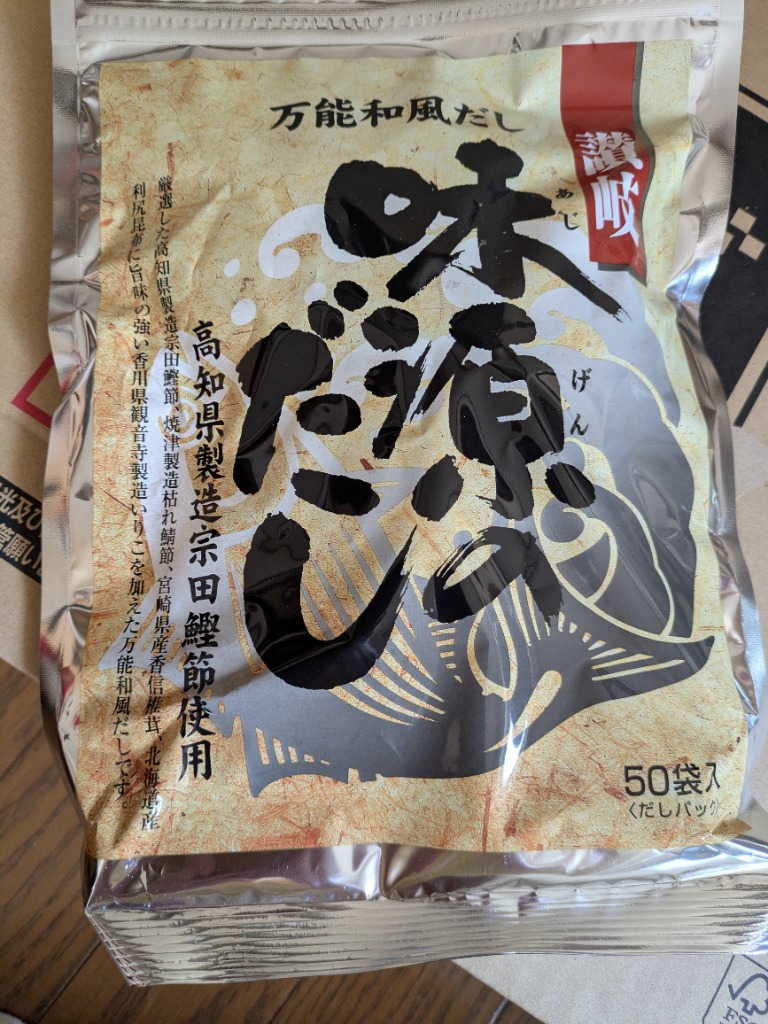 万能和風だし
讃岐
味源の
あじ
げん
だし
高知県製造宗田鰹節使用
厳選した高知県製造宗田鰹節、焼津製造枯れ鯖節、宮崎県産香信椎茸、北海道産
利尻昆布に旨味の強い香川県観音寺製造いりこを加えた万能和風だしです。
50袋入
〈だしパック〉
光及び